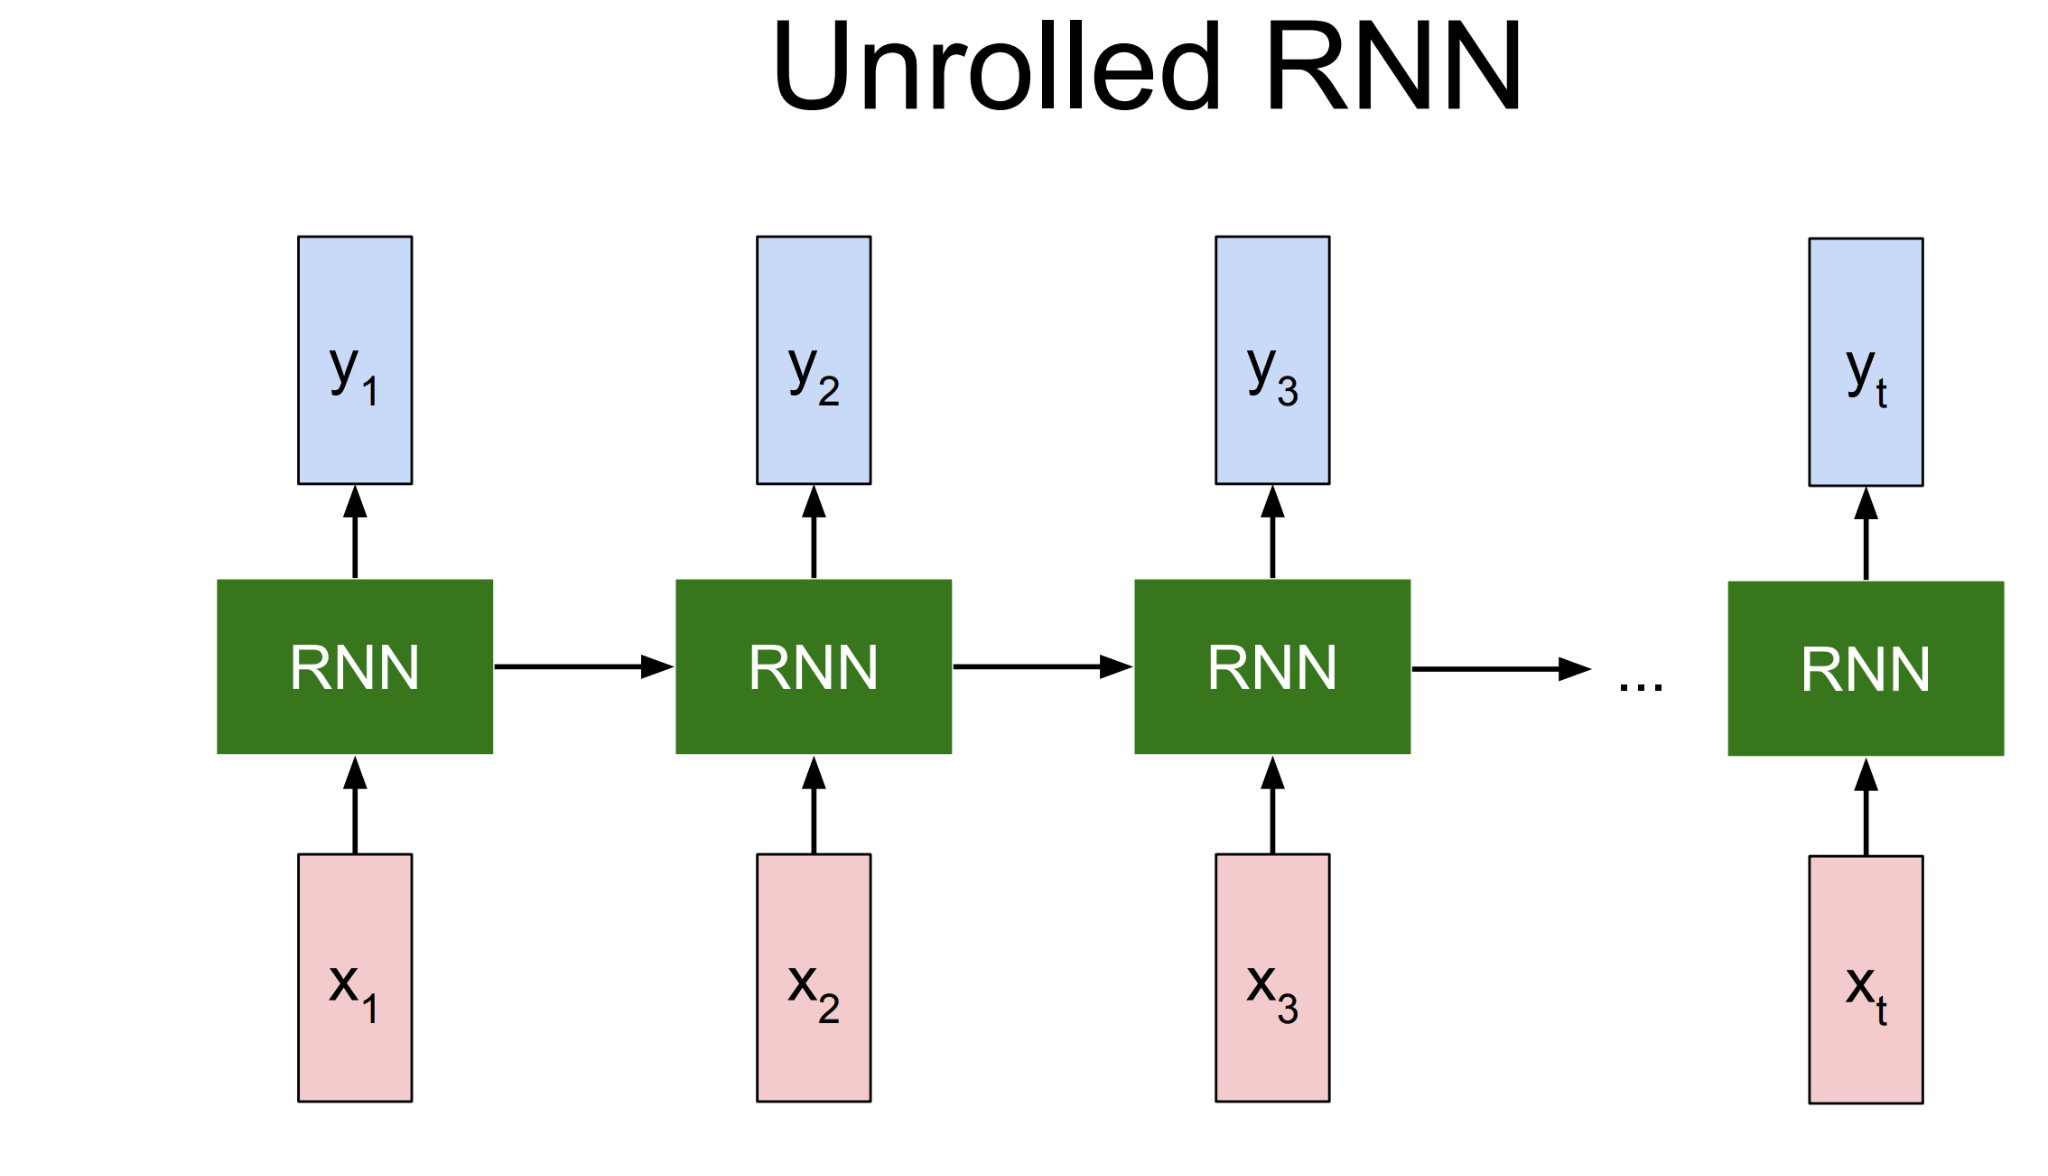 Unrolled RNN
y1 y2 y3 yt
RNN RNN RNN ... RNN
x1 x2 x3 xt